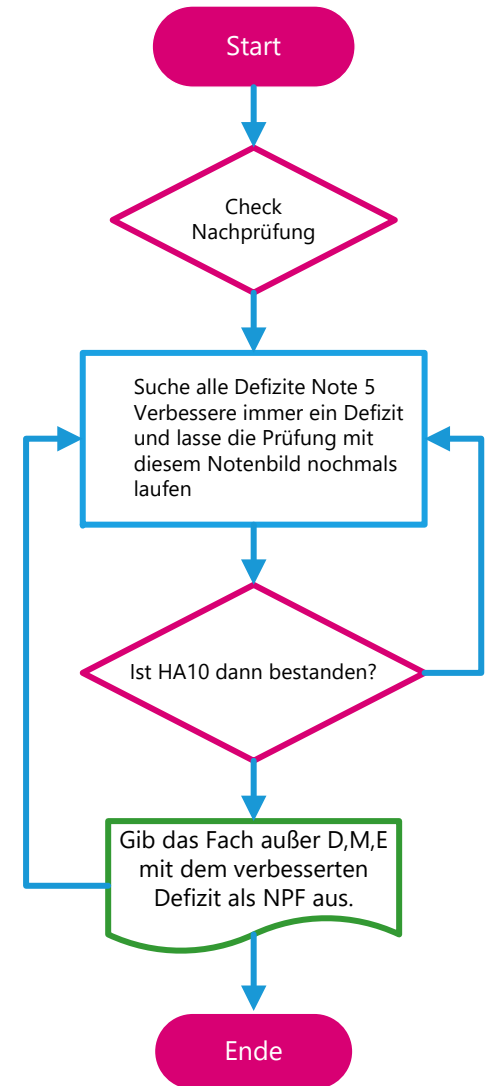 Start
Check
Nachprüfung
Suche alle Defizite Note 5
Verbessere immer ein Defizit
und lasse die Prüfung mit
diesem Notenbild nochmals
laufen
Ist HA10 dann bestanden?
Gib das Fach außer D,M,E
mit dem verbesserten
Defizit als NPF aus.
Ende